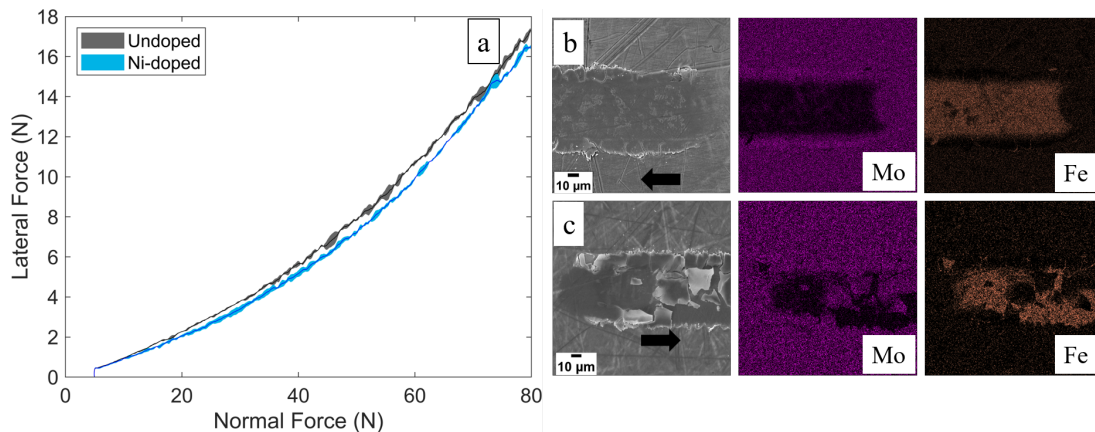 18
16
14
12
10
8
6
4
2
0
Lateral Force (N)
Undoped
Ni-doped
a
0 20 40 60 80
Normal Force (N)
b
10 µm
Mo
Fe
c
10 µm
Mo
Fe